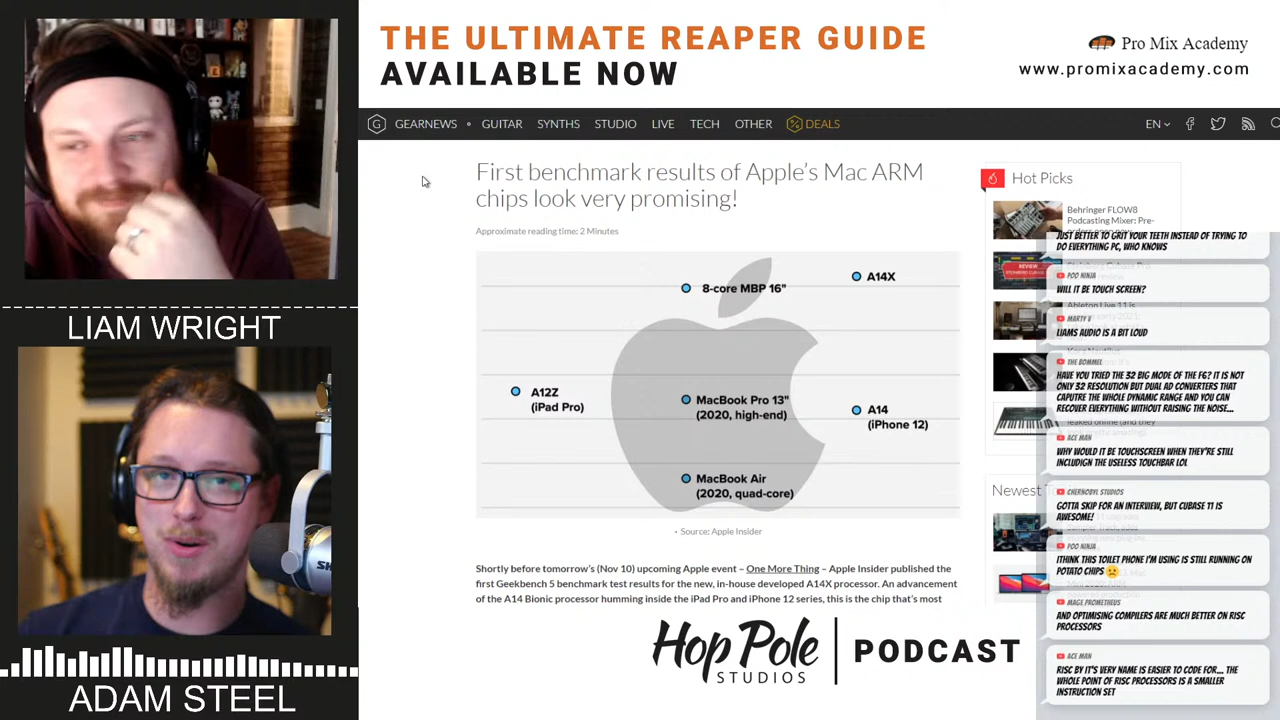 THE ULTIMATE REAPER GUIDE
AVAILABLE NOW
Pro Mix Academy
www.promixacademy.com
G GEARNEWS • GUITAR SYNTHS STUDIO LIVE TECH OTHER DEALS EN
First benchmark results of Apple's Mac ARM
chips look very promising!
Approximate reading time: 2 Minutes
A14X
8-core MBP 16"
A12Z
(iPad Pro)
MacBook Pro 13"
(2020, high-end)
A14
(iPhone 12)
MacBook Air
(2020, quad-core)
• Source: Apple Insider
Shortly before tomorrow's (Nov 10) upcoming Apple event – One More Thing – Apple Insider published the
first Geekbench 5 benchmark test results for the new, in-house developed A14X processor. An advancement
of the A14 Bionic processor humming inside the iPad Pro and iPhone 12 series, this is the chip that's most
Hot Picks
Behringer FLOW8
Podcasting Mixer: Pre-
REVIEW
Newest
JUST BETTER TO GRIT YOUR TEETH INSTEAD OF TRYING TO
DO EVERYTHING PC, WHO KNOWS
POO NINJA
WILL IT BE TOUCH SCREEN?
MARTY V
LIAMS AUDIO IS A BIT LOUD
THE BOMMEL
HAVE YOU TRIED THE 32 BIG MODE OF THE F6? IT IS NOT
ONLY 32 RESOLUTION BUT DUAL AD CONVERTERS THAT
CAPUTRE THE WHOLE DYNAMIC RANGE AND YOU CAN
RECOVER EVERYTHING WITHOUT RAISING THE NOISE...
ACE MAN
WHY WOULD IT BE TOUCHSCREEN WHEN THEY'RE STILL
INCLUDIGN THE USELESS TOUCHBAR LOL
CHERNOBYL STUDIOS
GOTTA SKIP FOR AN INTERVIEW, BUT CUBASE 11 IS
AWESOME!
POO NINJA
ITHINK THIS TOILET PHONE I'M USING IS STILL RUNNING ON
POTATO CHIPS
MAGE PROMETHEUS
AND OPTIMISING COMPILERS ARE MUCH BETTER ON RISC
PROCESSORS
ACE MAN
RISC BY IT'S VERY NAME IS EASIER TO CODE FOR... THE
WHOLE POINT OF RISC PROCESSORS IS A SMALLER
INSTRUCTION SET
LIAM WRIGHT
ADAM STEEL
Hop Pole
STUDIOS
PODCAST